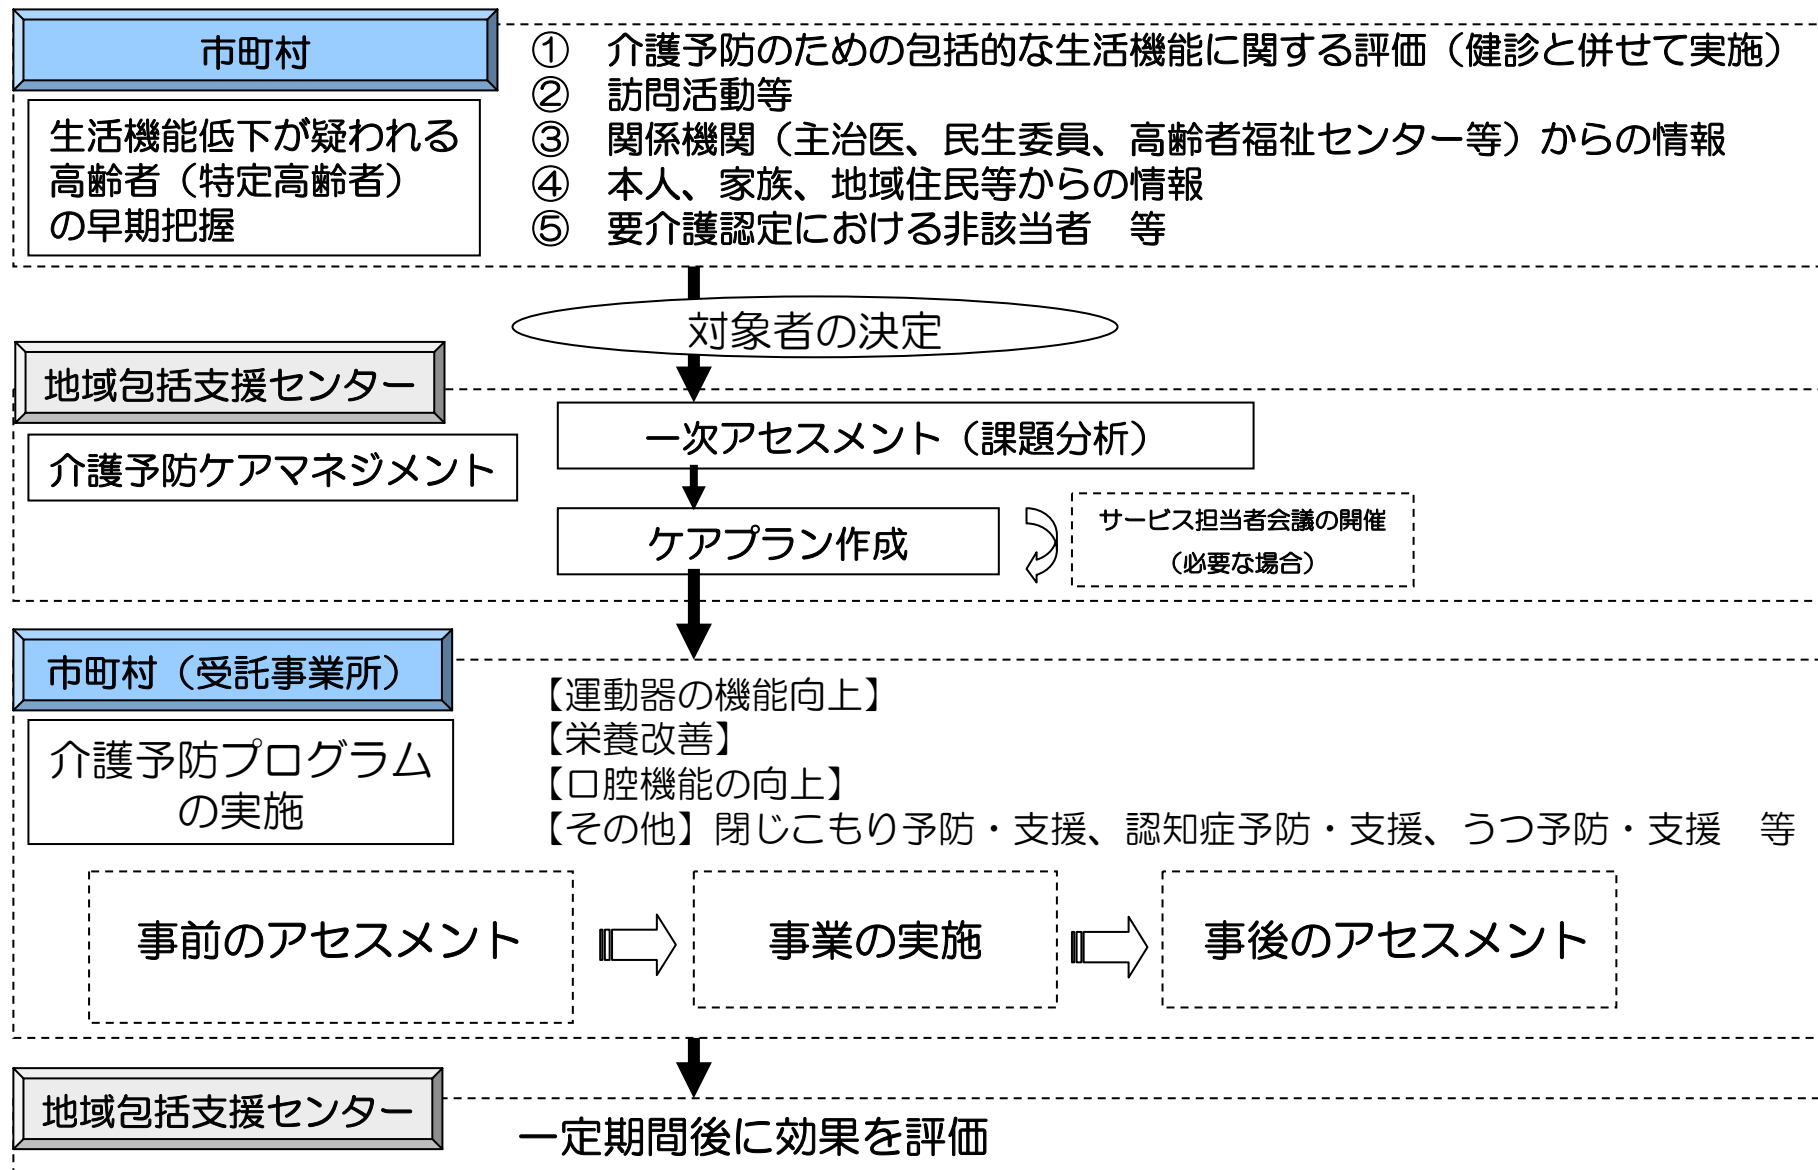 市町村
① 介護予防のための包括的な生活機能に関する評価（健診と併せて実施）
② 訪問活動等
③ 関係機関（主治医、民生委員、高齢者福祉センター等）からの情報
④ 本人、家族、地域住民等からの情報
⑤ 要介護認定における非該当者　等
生活機能低下が疑われる
高齢者（特定高齢者）
の早期把握
対象者の決定
地域包括支援センター
介護予防ケアマネジメント
一次アセスメント（課題分析）
ケアプラン作成
サービス担当者会議の開催
（必要な場合）
市町村（受託事業所）
介護予防プログラム
の実施
【運動器の機能向上】
【栄養改善】
【口腔機能の向上】
【その他】閉じこもり予防・支援、認知症予防・支援、うつ予防・支援　等
事前のアセスメント
事業の実施
事後のアセスメント
地域包括支援センター
一定期間後に効果を評価